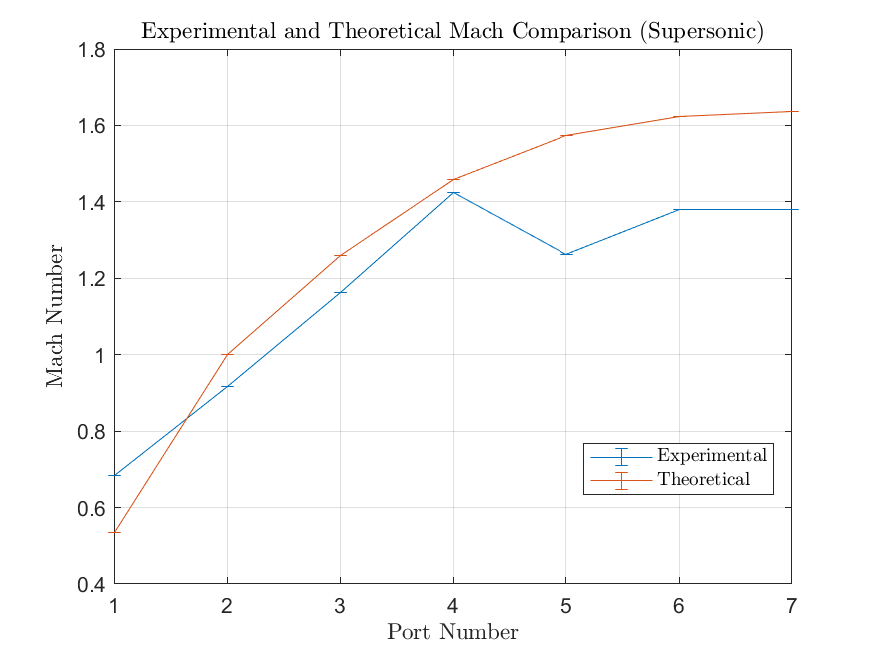 Experimental and Theoretical Mach Comparison (Supersonic)
1.8
1.6
1.4
1.2
1
0.8
0.6
0.4
Mach Number
Experimental
Theoretical
1 2 3 4 5 6 7
Port Number